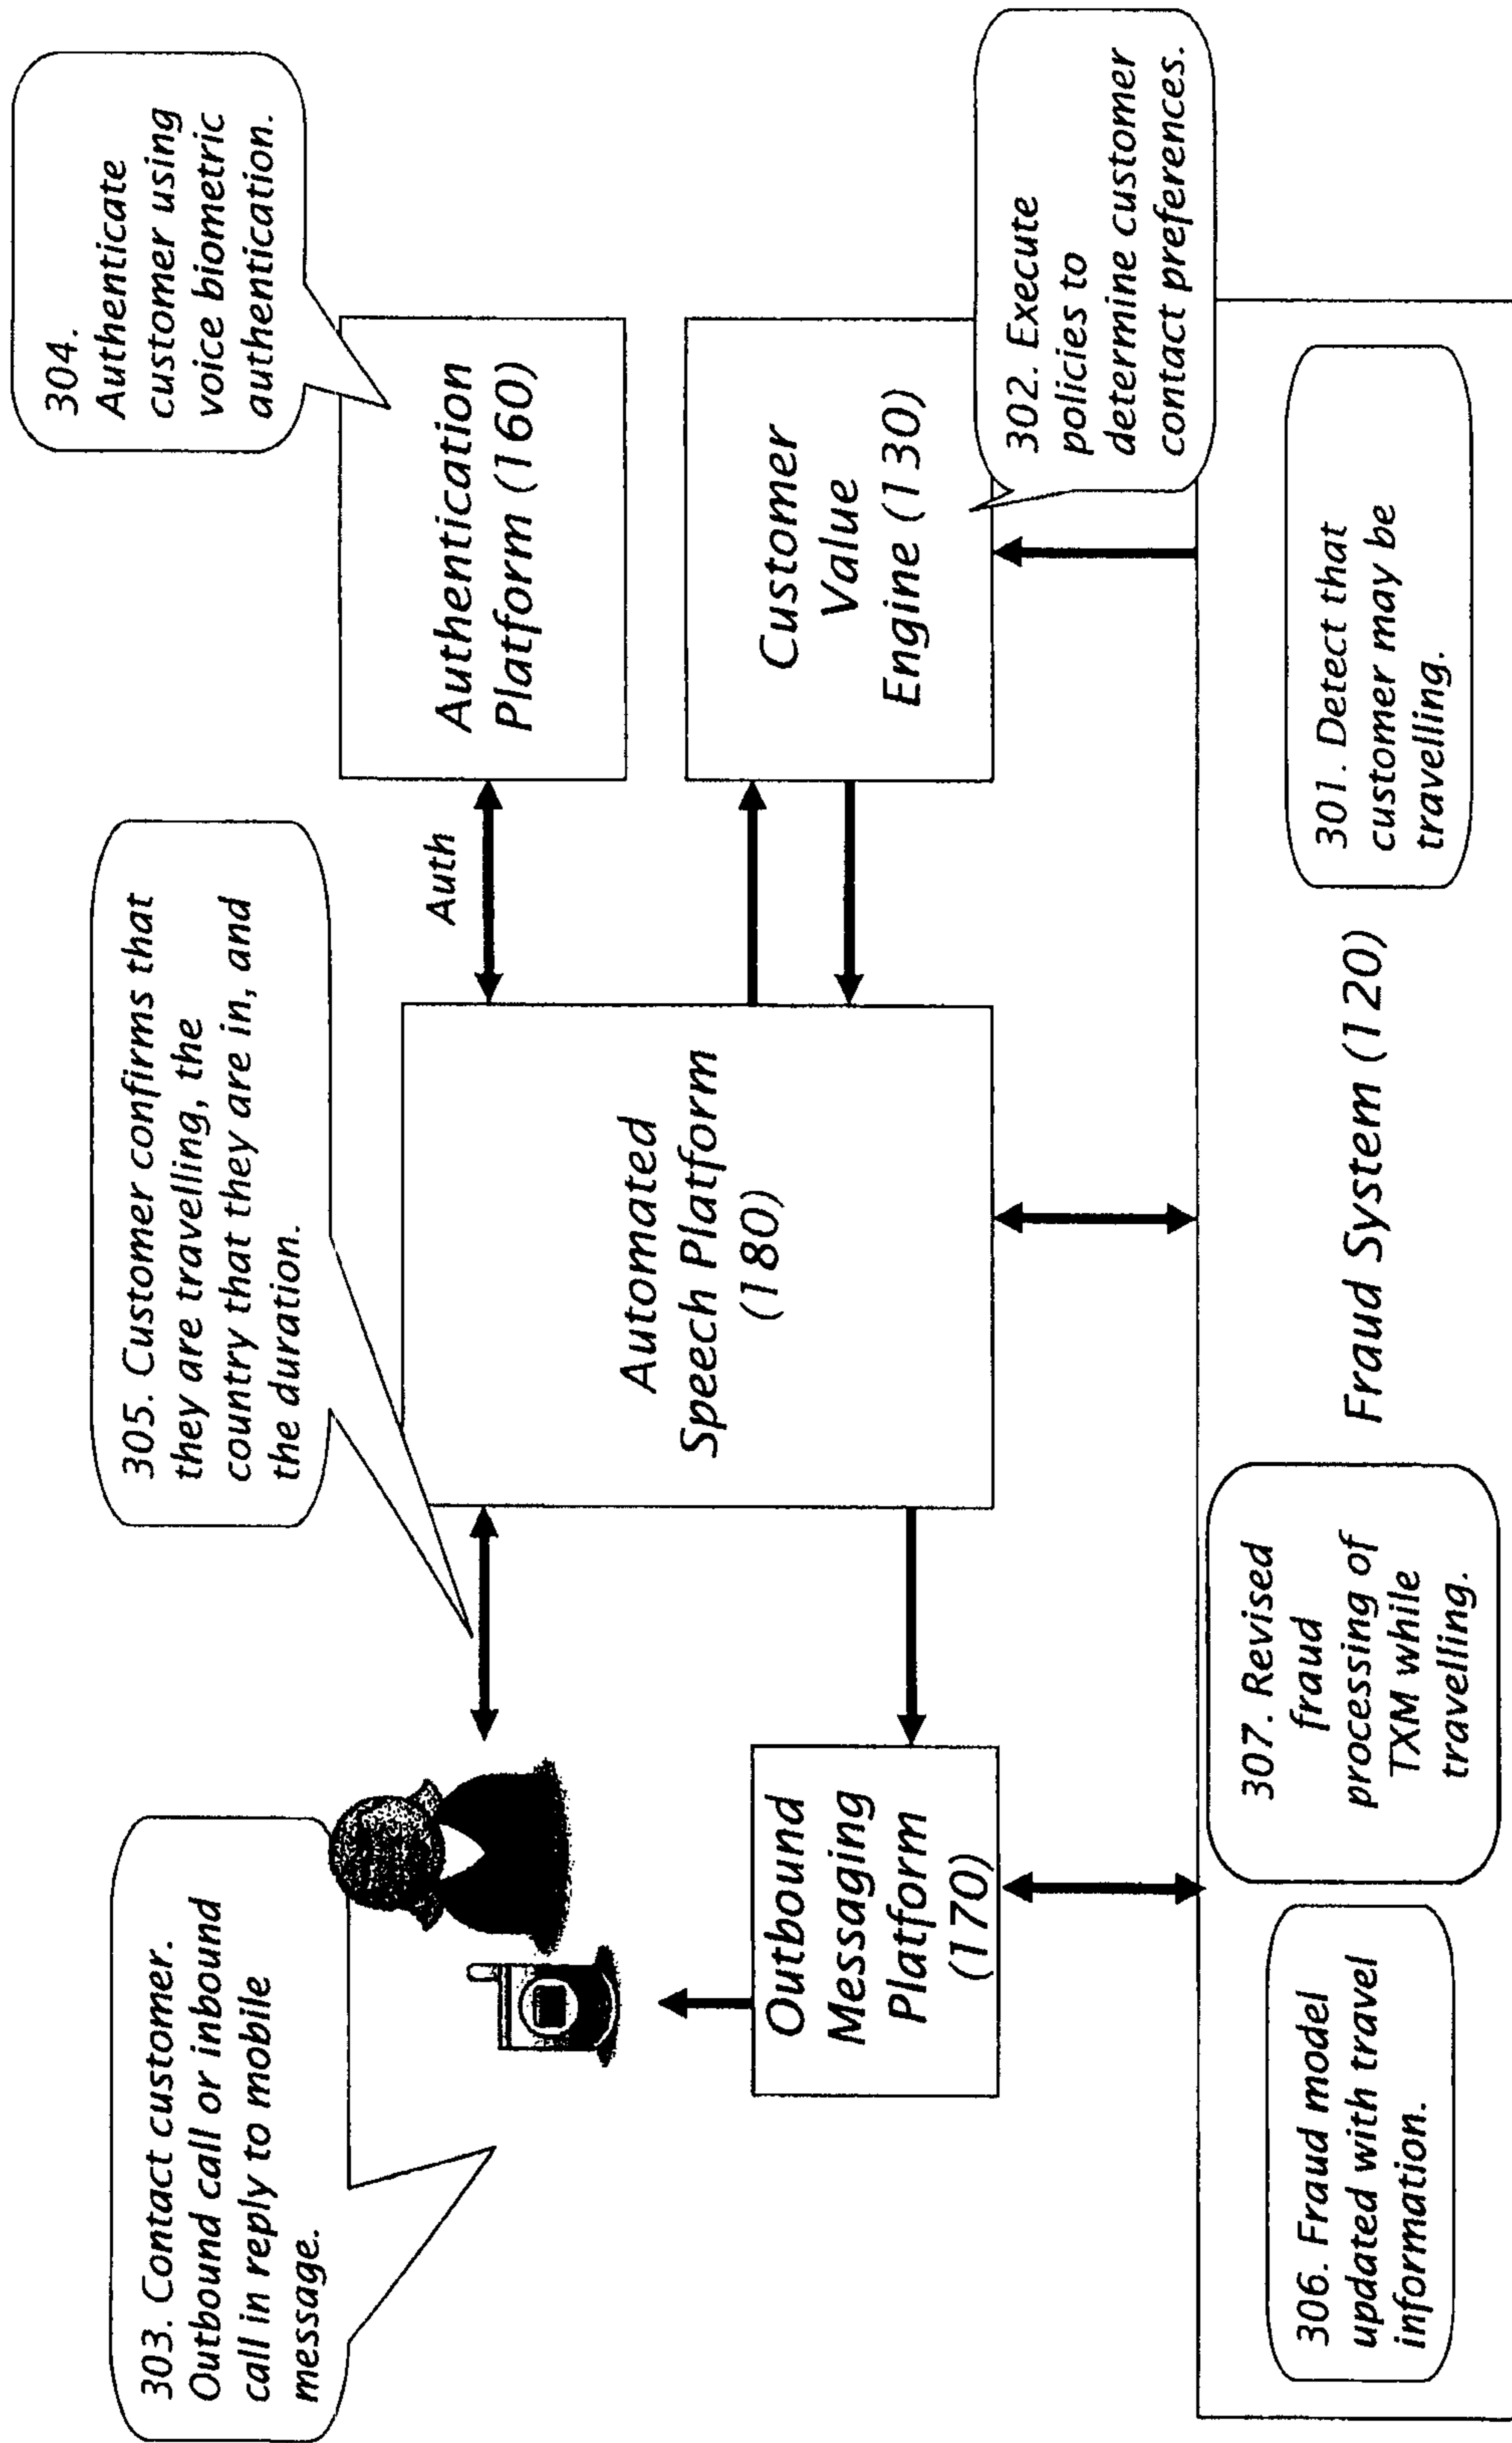 303. Contact customer.
Outbound call or inbound
call in reply to mobile
message.
305. Customer confirms that
they are travelling, the
country that they are in, and
the duration.
304.
Authenticate
customer using
voice biometric
authentication.
Auth
Authentication
Platform (160)
Automated
Speech Platform
(180)
Customer
Value
Engine (130)
Outbound
Messaging
Platform
(170)
302. Execute
policies to
determine customer
contact preferences.
306. Fraud model
updated with travel
information.
307. Revised
fraud
processing of
TXM while
travelling.
Fraud System (120)
301. Detect that
customer may be
travelling.